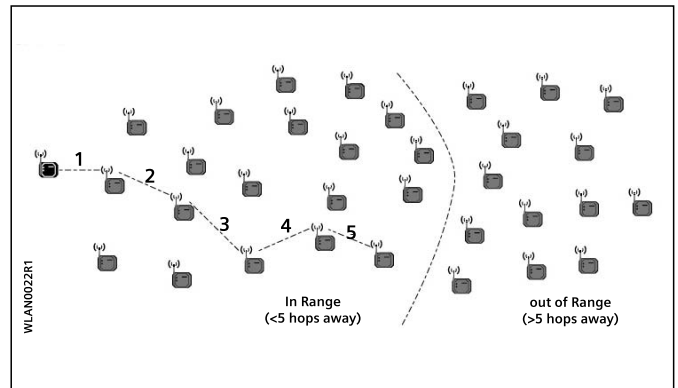 1
2
3
4
5
In Range
(<5 hops away)
out of Range
(>5 hops away)
WLAN0022R1